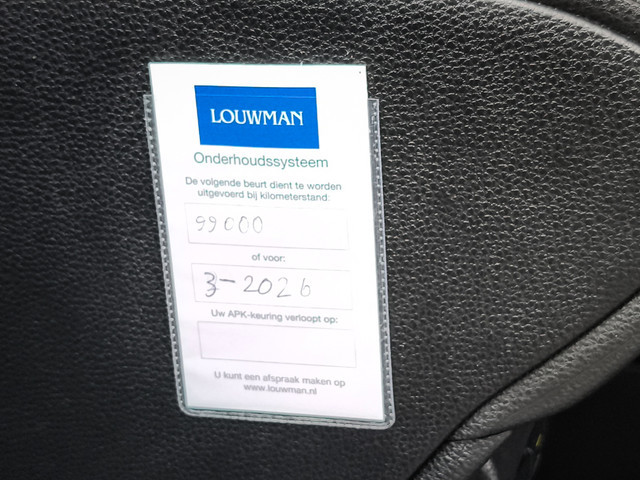 LOUWMAN
Onderhoudssysteem
De volgende beurt dient te worden
uitgevoerd bij kilometerstand:
99000
of voor:
3-2026
Uw APK-keuring verloopt op:
U kunt een afspraak maken op
www.louwman.nl